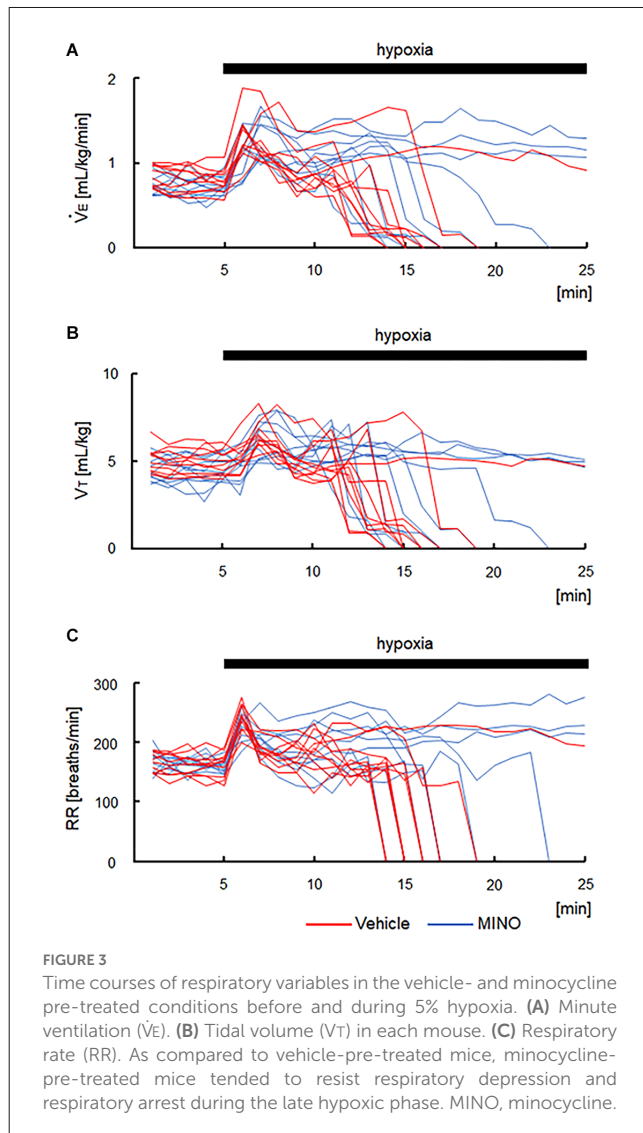 A
hypoxia
2
1
0
V̇E [mL/kg/min]
5 10 15 20 25
[min]
B
hypoxia
10
5
0
VT [mL/kg]
5 10 15 20 25
[min]
C
hypoxia
300
200
100
0
RR [breaths/min]
5 10 15 20 25
[min]
Vehicle MINO
FIGURE 3
Time courses of respiratory variables in the vehicle- and minocycline
pre-treated conditions before and during 5% hypoxia. (A) Minute
ventilation (V̇E). (B) Tidal volume (VT) in each mouse. (C) Respiratory
rate (RR). As compared to vehicle-pre-treated mice, minocycline-
pre-treated mice tended to resist respiratory depression and
respiratory arrest during the late hypoxic phase. MINO, minocycline.